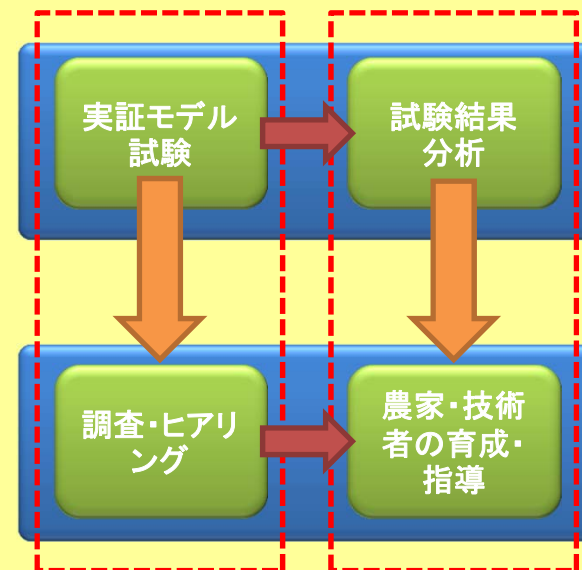 実証モデル
試験
試験結果
分析
調査・ヒアリ
ング
農家・技術
者の育成・
指導